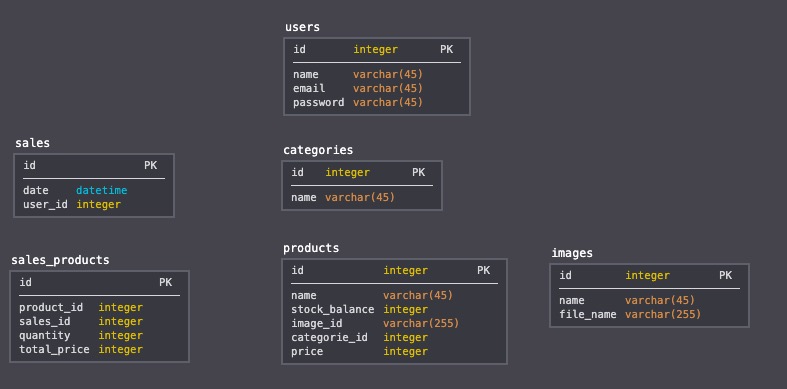 users
id integer PK
name varchar(45)
email varchar(45)
password varchar(45)
sales
id PK
date datetime
user_id integer
categories
id integer PK
name varchar(45)
sales_products
id PK
product_id integer
sales_id integer
quantity integer
total_price integer
products
id integer PK
name varchar(45)
stock_balance integer
image_id varchar(255)
categorie_id integer
price integer
images
id integer PK
name varchar(45)
file_name varchar(255)